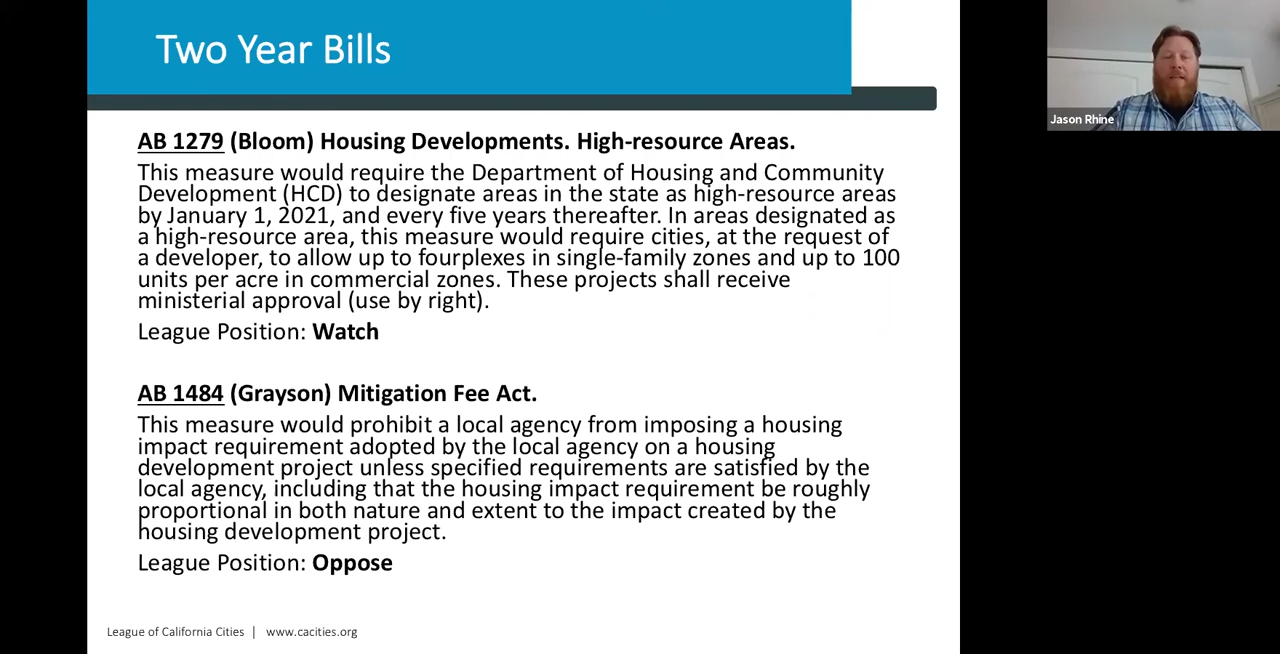 Two Year Bills
Jason Rhine
AB 1279 (Bloom) Housing Developments. High-resource Areas.
This measure would require the Department of Housing and Community
Development (HCD) to designate areas in the state as high-resource areas
by January 1, 2021, and every five years thereafter. In areas designated as
a high-resource area, this measure would require cities, at the request of
a developer, to allow up to fourplexes in single-family zones and up to 100
units per acre in commercial zones. These projects shall receive
ministerial approval (use by right).
League Position: Watch
AB 1484 (Grayson) Mitigation Fee Act.
This measure would prohibit a local agency from imposing a housing
impact requirement adopted by the local agency on a housing
development project unless specified requirements are satisfied by the
local agency, including that the housing impact requirement be roughly
proportional in both nature and extent to the impact created by the
housing development project.
League Position: Oppose
League of California Cities | www.cacities.org